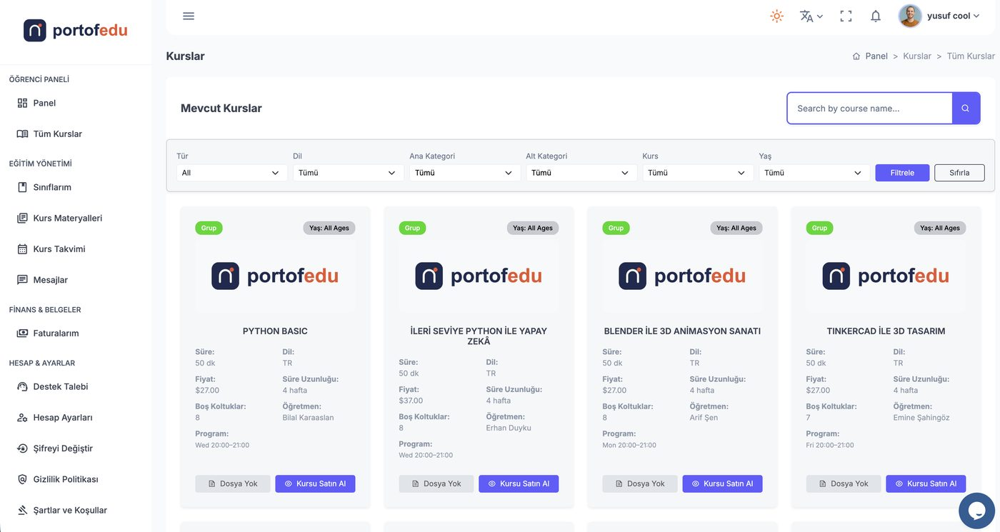 portofedu
yusuf cool
ÖĞRENCİ PANELİ
Panel
Tüm Kurslar
EĞİTİM YÖNETİMİ
Sınıflarım
Kurs Materyalleri
Kurs Takvimi
Mesajlar
FİNANS & BELGELER
Faturalarım
HESAP & AYARLAR
Destek Talebi
Hesap Ayarları
Şifreyi Değiştir
Gizlilik Politikası
Şartlar ve Koşullar
Kurslar
Panel > Kurslar > Tüm Kurslar
Mevcut Kurslar
Search by course name...
Tür
All
Dil
Tümü
Ana Kategori
Tümü
Alt Kategori
Tümü
Kurs
Tümü
Yaş
Tümü
Filtrele
Sıfırla
Grup
Yaş: All Ages
portofedu
PYTHON BASIC
Süre:
50 dk
Dil:
TR
Fiyat:
$27.00
Süre Uzunluğu:
4 hafta
Boş Koltuklar:
8
Öğretmen:
Bilal Karaaslan
Program:
Wed 20:00–21:00
Dosya Yok
Kursu Satın Al
Grup
Yaş: All Ages
portofedu
İLERİ SEVİYE PYTHON İLE YAPAY
ZEKÂ
Süre:
50 dk
Dil:
TR
Fiyat:
$37.00
Süre Uzunluğu:
4 hafta
Boş Koltuklar:
8
Öğretmen:
Erhan Duyku
Program:
Wed 20:00–21:00
Dosya Yok
Kursu Satın Al
Grup
Yaş: All Ages
portofedu
BLENDER İLE 3D ANİMASYON SANATI
Süre:
50 dk
Dil:
TR
Fiyat:
$27.00
Süre Uzunluğu:
4 hafta
Boş Koltuklar:
8
Öğretmen:
Arif Şen
Program:
Mon 20:00–21:00
Dosya Yok
Kursu Satın Al
Grup
Yaş: All Ages
portofedu
TINKERCAD İLE 3D TASARIM
Süre:
50 dk
Dil:
TR
Fiyat:
$27.00
Süre Uzunluğu:
4 hafta
Boş Koltuklar:
7
Öğretmen:
Emine Şahingöz
Program:
Fri 20:00–21:00
Dosya Yok
Kursu Satın Al